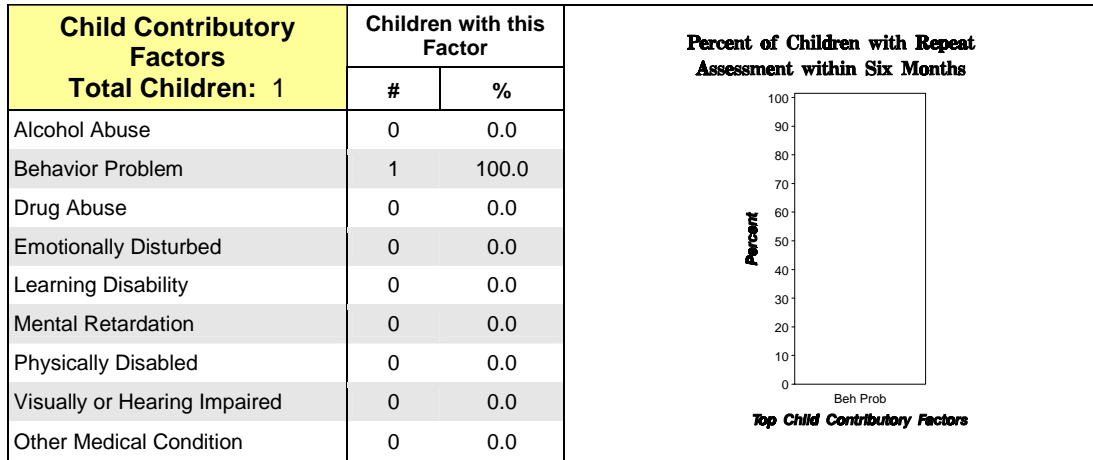 Child Contributory
Factors
Total Children: 1
Children with this
Factor
# %
Alcohol Abuse 0 0.0
Behavior Problem 1 100.0
Drug Abuse 0 0.0
Emotionally Disturbed 0 0.0
Learning Disability 0 0.0
Mental Retardation 0 0.0
Physically Disabled 0 0.0
Visually or Hearing Impaired 0 0.0
Other Medical Condition 0 0.0
Percent of Children with Repeat
Assessment within Six Months
100
90
80
70
60
50
40
30
20
10
0
Percent
Beh Prob
Top Child Contributory Factors